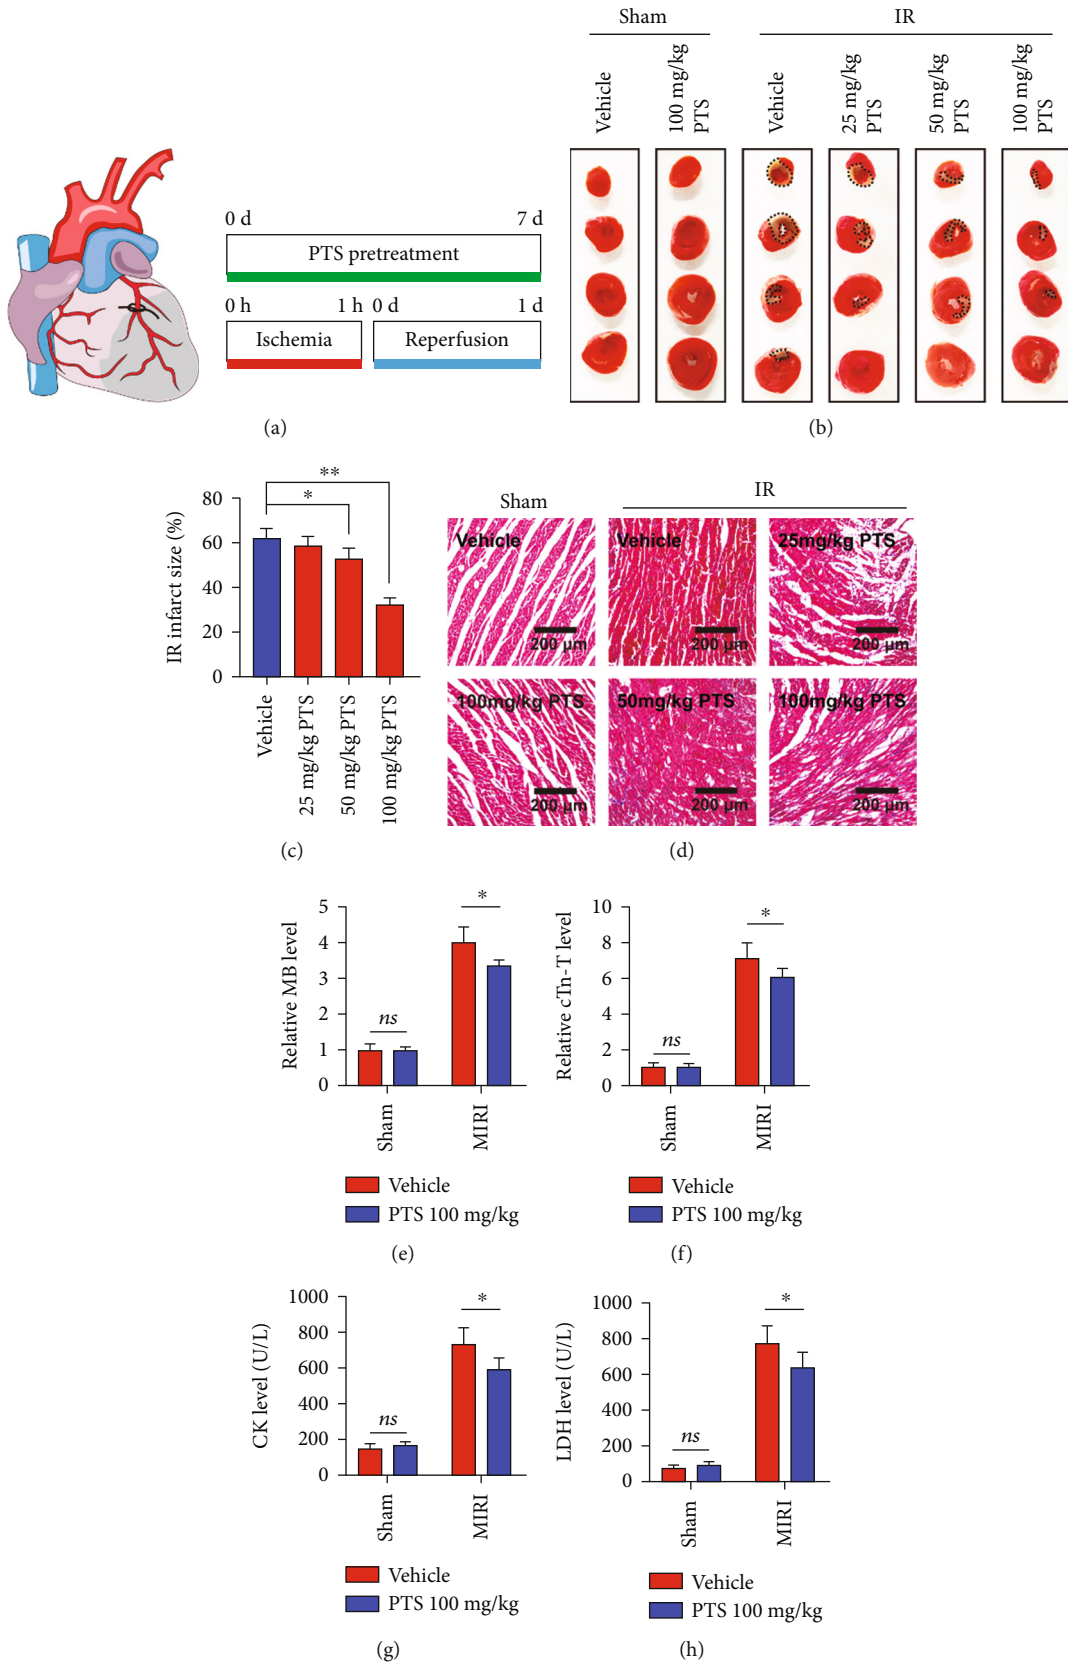 Sham IR
Vehicle
100 mg/kg
PTS
Vehicle
25 mg/kg
PTS
50 mg/kg
PTS
100 mg/kg
PTS
0 d 7 d
PTS pretreatment
0 h 1 h 0 d 1 d
Ischemia Reperfusion
(a)
(b)
IR infarct size (%)
80
60
40
20
0
**
*
Vehicle
25 mg/kg PTS
50 mg/kg PTS
100 mg/kg PTS
(c)
Sham IR
Vehicle
200 μm
Vehicle
200 μm
25mg/kg PTS
200 μm
100mg/kg PTS
200 μm
50mg/kg PTS
200 μm
100mg/kg PTS
200 μm
(d)
Relative MB level
5
4
3
2
1
0
ns
*
Sham
MIRI
Vehicle
PTS 100 mg/kg
(e)
Relative cTn-T level
10
8
6
4
2
0
ns
*
Sham
MIRI
Vehicle
PTS 100 mg/kg
(f)
CK level (U/L)
1000
800
600
400
200
0
ns
*
Sham
MIRI
Vehicle
PTS 100 mg/kg
(g)
LDH level (U/L)
1000
800
600
400
200
0
ns
*
Sham
MIRI
Vehicle
PTS 100 mg/kg
(h)